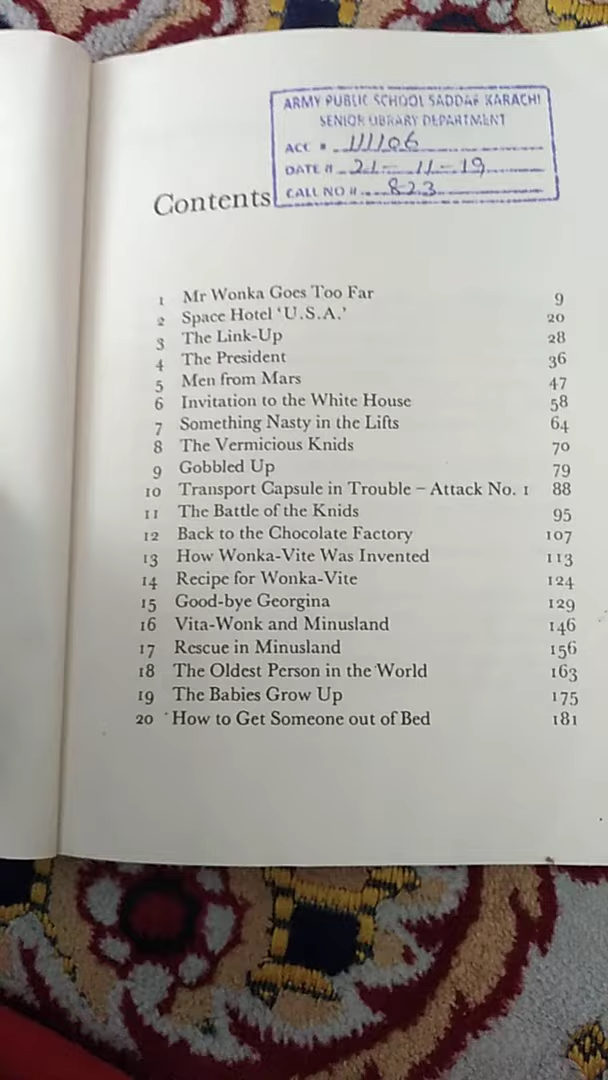 ARMY PUBLIC SCHOOL SADDAR KARACHI
SENIOR LIBRARY DEPARTMENT
ACC # 111106
DATE # 21-11-19
CALL NO # 823
Contents
1 Mr Wonka Goes Too Far 9
2 Space Hotel ‘U.S.A.’ 20
3 The Link-Up 28
4 The President 36
5 Men from Mars 47
6 Invitation to the White House 58
7 Something Nasty in the Lifts 64
8 The Vermicious Knids 70
9 Gobbled Up 79
10 Transport Capsule in Trouble – Attack No. 1 88
11 The Battle of the Knids 95
12 Back to the Chocolate Factory 107
13 How Wonka-Vite Was Invented 113
14 Recipe for Wonka-Vite 124
15 Good-bye Georgina 129
16 Vita-Wonk and Minusland 146
17 Rescue in Minusland 156
18 The Oldest Person in the World 163
19 The Babies Grow Up 175
20 How to Get Someone out of Bed 181